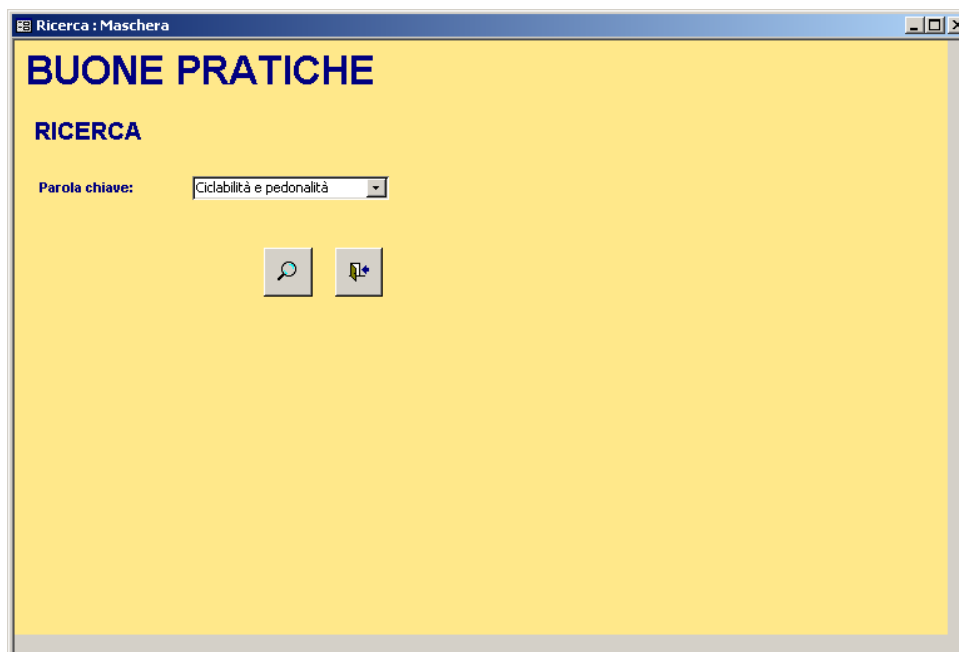 Ricerca : Maschera
BUONE PRATICHE
RICERCA
Parola chiave: Ciclabilità e pedonalità